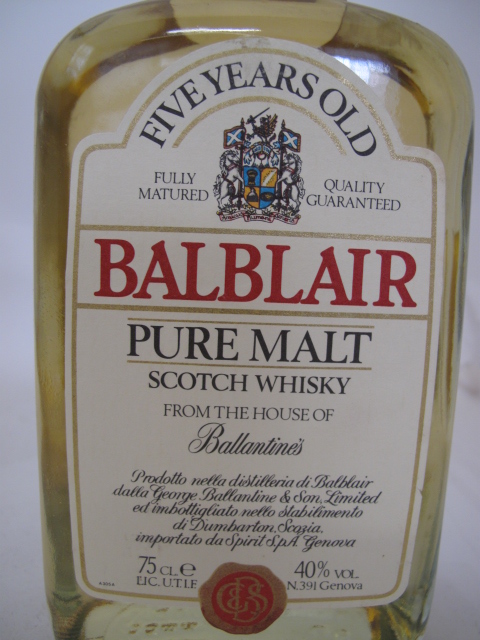 FIVE YEARS OLD
FULLY
MATURED
QUALITY
GUARANTEED
BALBLAIR
PURE MALT
SCOTCH WHISKY
FROM THE HOUSE OF
Ballantine's
Prodotto nella distilleria di Balblair
dalla George Ballantine & Son, Limited
ed imbottigliato nello stabilimento
di Dumbarton, Scozia.
importato da Spirit S.p.A. Genova
75 CL.e
LIC. U.T.I.F.
40% VOL.
N.391 Genova